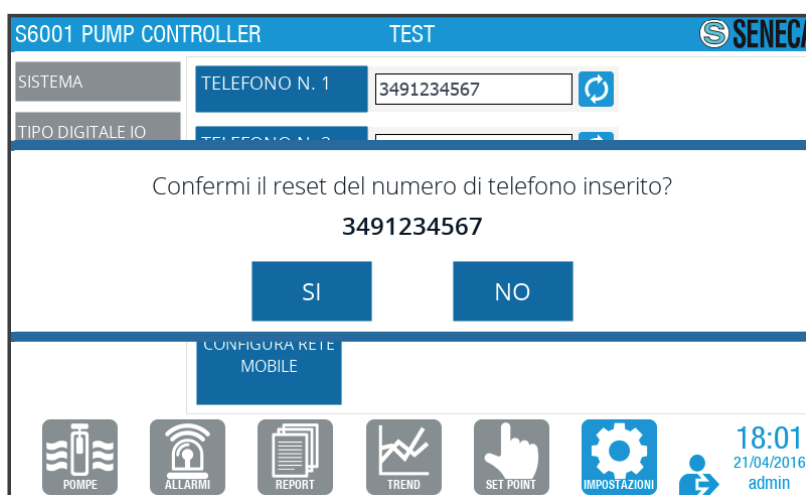 S6001 PUMP CONTROLLER TEST SENECA
SISTEMA
TELEFONO N. 1
3491234567
TIPO DIGITALE IO
TELEFONO N. 2
Confermi il reset del numero di telefono inserito?
3491234567
SI NO
CONFIGURA RETE
MOBILE
POMPE ALLARMI REPORT TREND SET POINT IMPOSTAZIONI
18:01
21/04/2016
admin